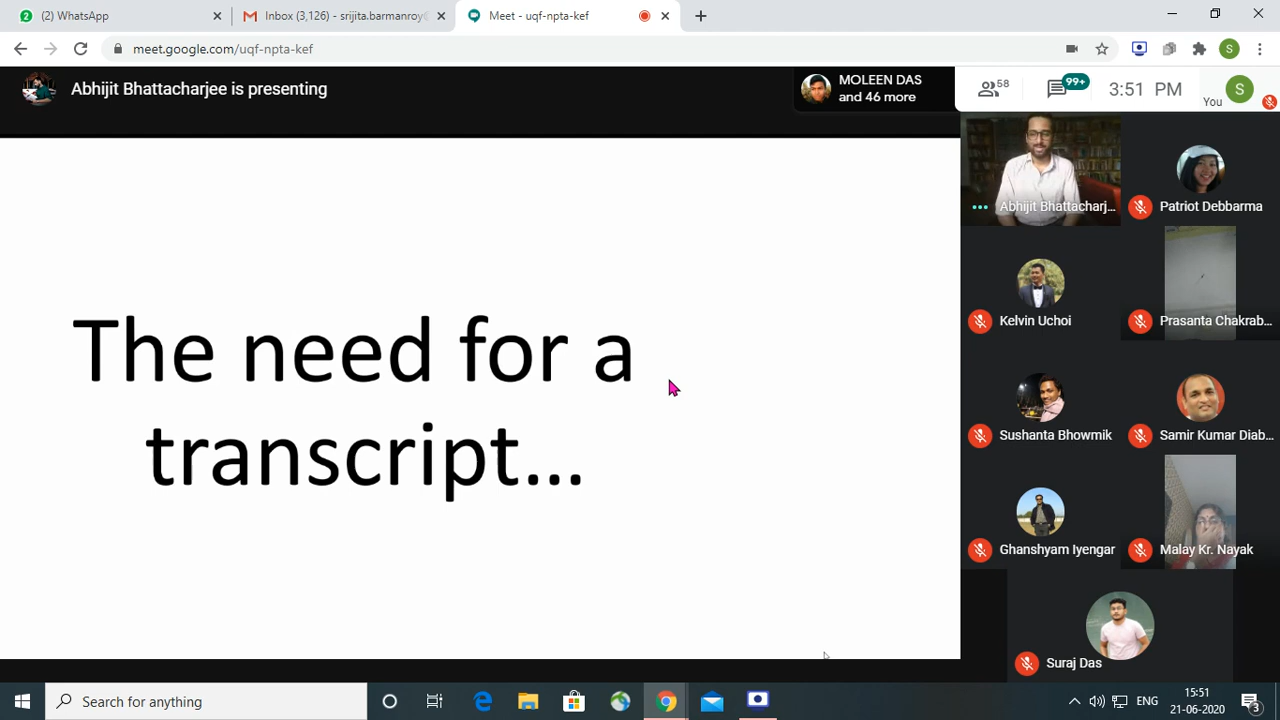 (2) WhatsApp
Inbox (3,126) - srijita.barmanroy@
Meet - uqf-npta-kef
meet.google.com/uqf-npta-kef
S
Abhijit Bhattacharjee is presenting
MOLEEN DAS
and 46 more
58
99+
3:51 PM
You
S
The need for a
transcript...
Abhijit Bhattacharj...
Patriot Debbarma
Kelvin Uchoi
Prasanta Chakrab...
Sushanta Bhowmik
Samir Kumar Diab...
Ghanshyam Iyengar
Malay Kr. Nayak
Suraj Das
Search for anything
ENG
15:51
21-06-2020
3